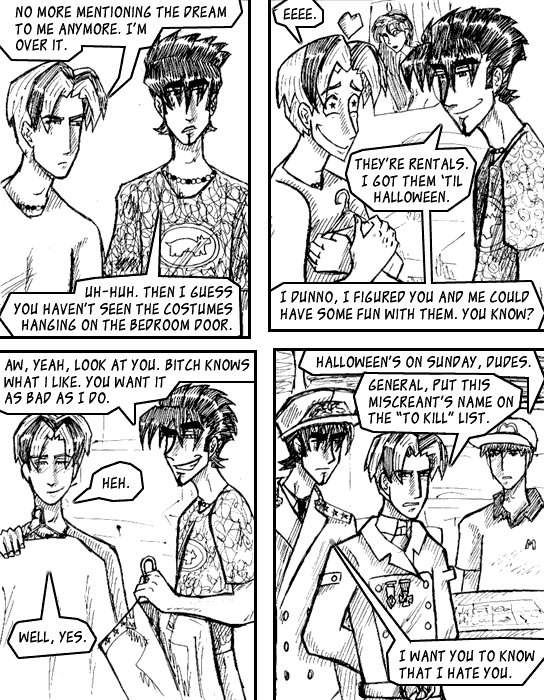 NO MORE MENTIONING THE DREAM
TO ME ANYMORE. I'M
OVER IT.
UH-HUH. THEN I GUESS
YOU HAVEN'T SEEN THE COSTUMES
HANGING ON THE BEDROOM DOOR.
EEEE.
THEY'RE RENTALS.
I GOT THEM 'TIL
HALLOWEEN.
I DUNNO, I FIGURED YOU AND ME COULD
HAVE SOME FUN WITH THEM. YOU KNOW?
AW, YEAH, LOOK AT YOU. BITCH KNOWS
WHAT I LIKE. YOU WANT IT
AS BAD AS I DO.
HEH.
WELL, YES.
HALLOWEEN'S ON SUNDAY, DUDES.
GENERAL, PUT THIS
MISCREANT'S NAME ON
THE "TO KILL" LIST.
M
I WANT YOU TO KNOW
THAT I HATE YOU.